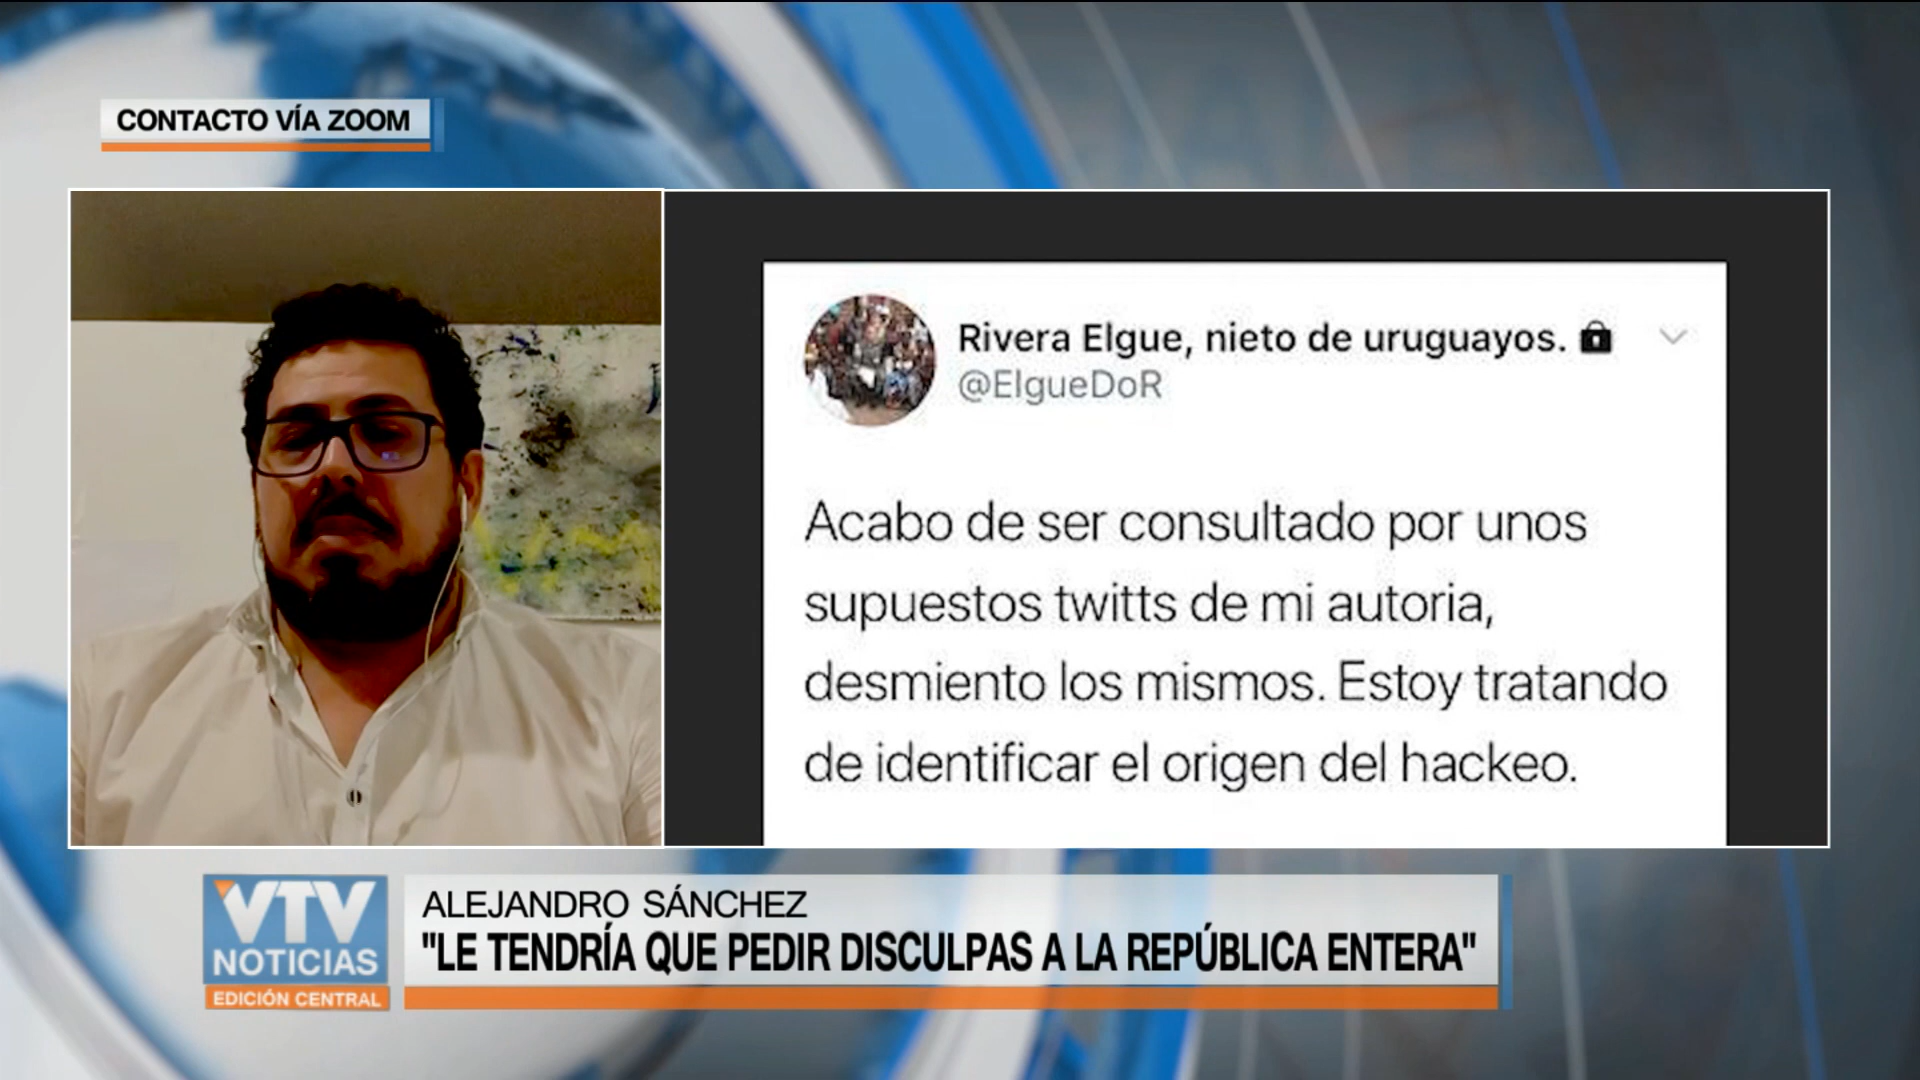 CONTACTO VÍA ZOOM
Rivera Elgue, nieto de uruguayos.
@ElgueDoR
Acabo de ser consultado por unos
supuestos twitts de mi autoria,
desmiento los mismos. Estoy tratando
de identificar el origen del hackeo.
VTV
NOTICIAS
EDICIÓN CENTRAL
ALEJANDRO SÁNCHEZ
"LE TENDRÍA QUE PEDIR DISCULPAS A LA REPÚBLICA ENTERA"